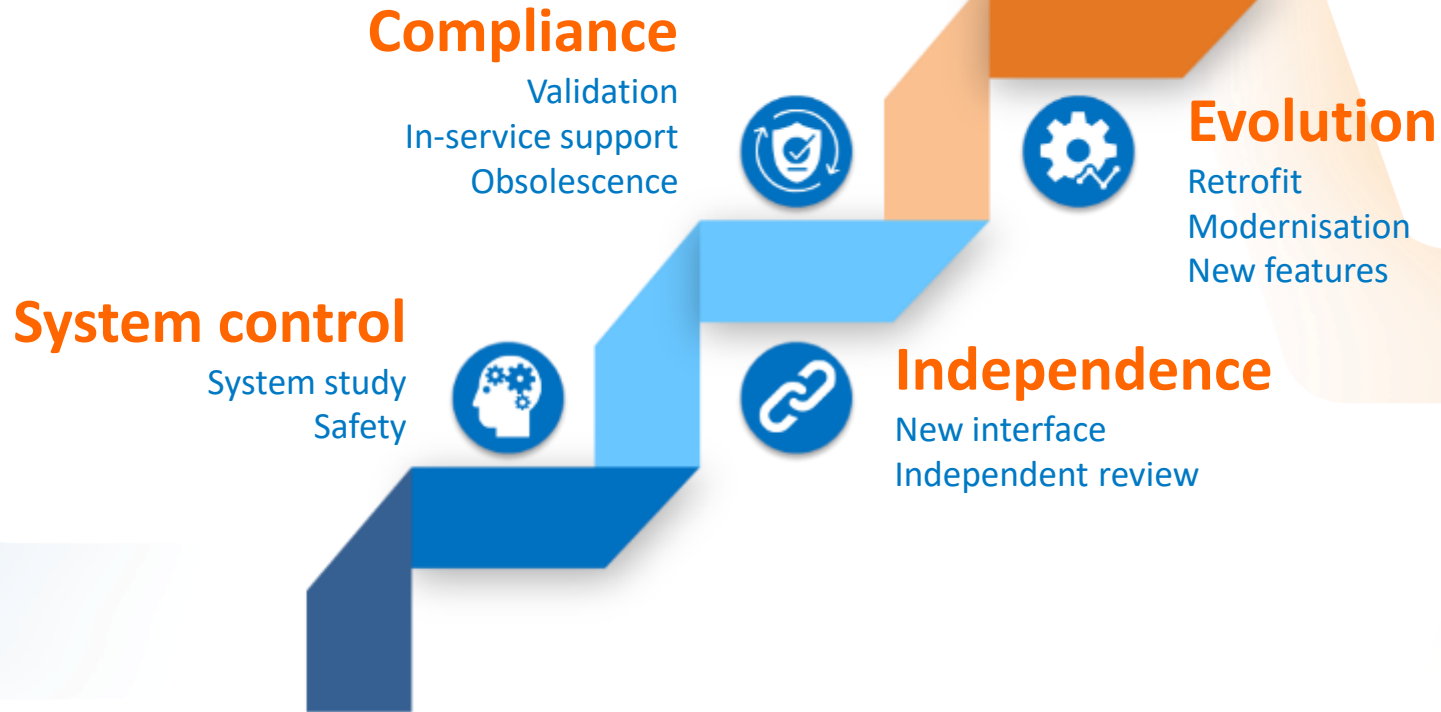 Compliance
Validation
In-service support
Obsolescence
Evolution
Retrofit
Modernisation
New features
System control
System study
Safety
Independence
New interface
Independent review